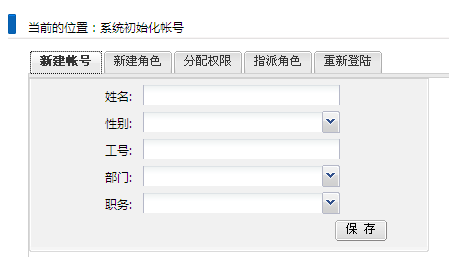 当前的位置：系统初始化帐号
新建帐号 新建角色 分配权限 指派角色 重新登陆
姓名:
性别:
工号:
部门:
职务:
保 存